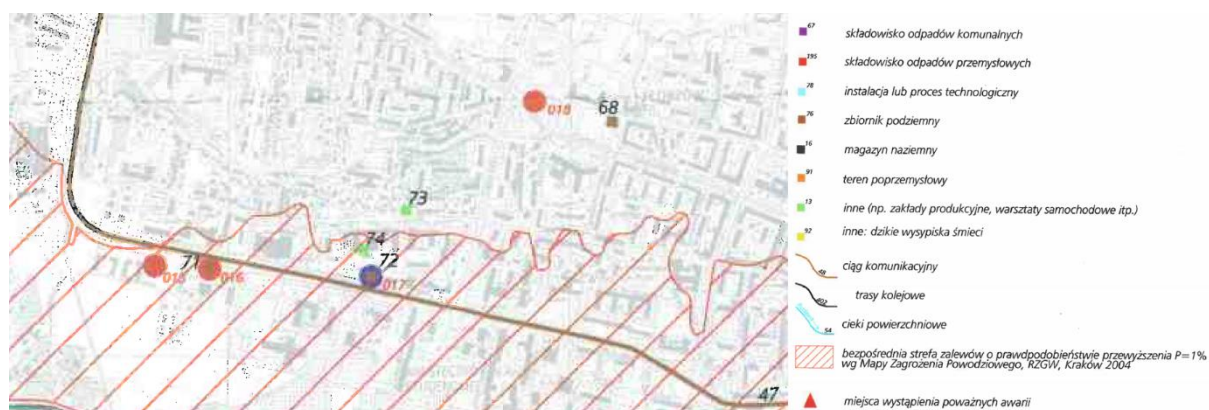 018
68
73
74
71
72
015
016
017
47
67
składowisko odpadów komunalnych
195
składowisko odpadów przemysłowych
78
instalacja lub proces technologiczny
76
zbiornik podziemny
16
magazyn naziemny
91
teren poprzemysłowy
13
inne (np. zakłady produkcyjne, warsztaty samochodowe itp.)
92
inne: dzikie wysypiska śmieci
ciąg komunikacyjny
trasy kolejowe
54
cieki powierzchniowe
bezpośrednia strefa zalewów o prawdpodobieństwie przewyższenia P=1%
wg Mapy Zagrożenia Powodziowego, RZGW, Kraków 2004
miejsca wystąpienia poważnych awarii